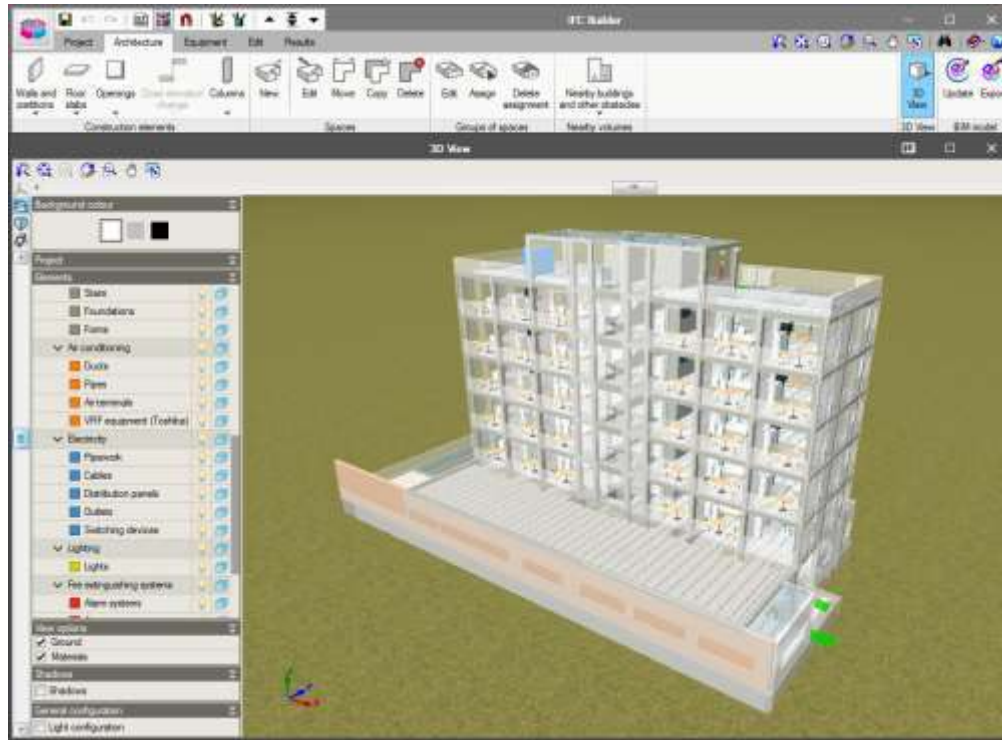 IFC Builder
Project Architecture Equipment Edit Results
Walls and partitions
Floor slabs
Openings
Columns
New
Edit Move Copy Delete
Edit Assign Delete assignment
Nearby buildings and other obstacles
3D View
Update Export
Construction elements Spaces Groups of spaces Nearby volumes 3D View BIM model
3D View
Background colour
Project
Elements
Stairs
Foundations
Forms
Air conditioning
Ducts
Pipes
Air terminals
VRF equipment (Toshiba)
Electricity
Pipework
Cables
Distribution panels
Outlets
Switching devices
Lighting
Lights
Fire extinguishing systems
Alarm systems
View options
Ground
Materials
Shadows
Shadows
General configuration
Light configuration